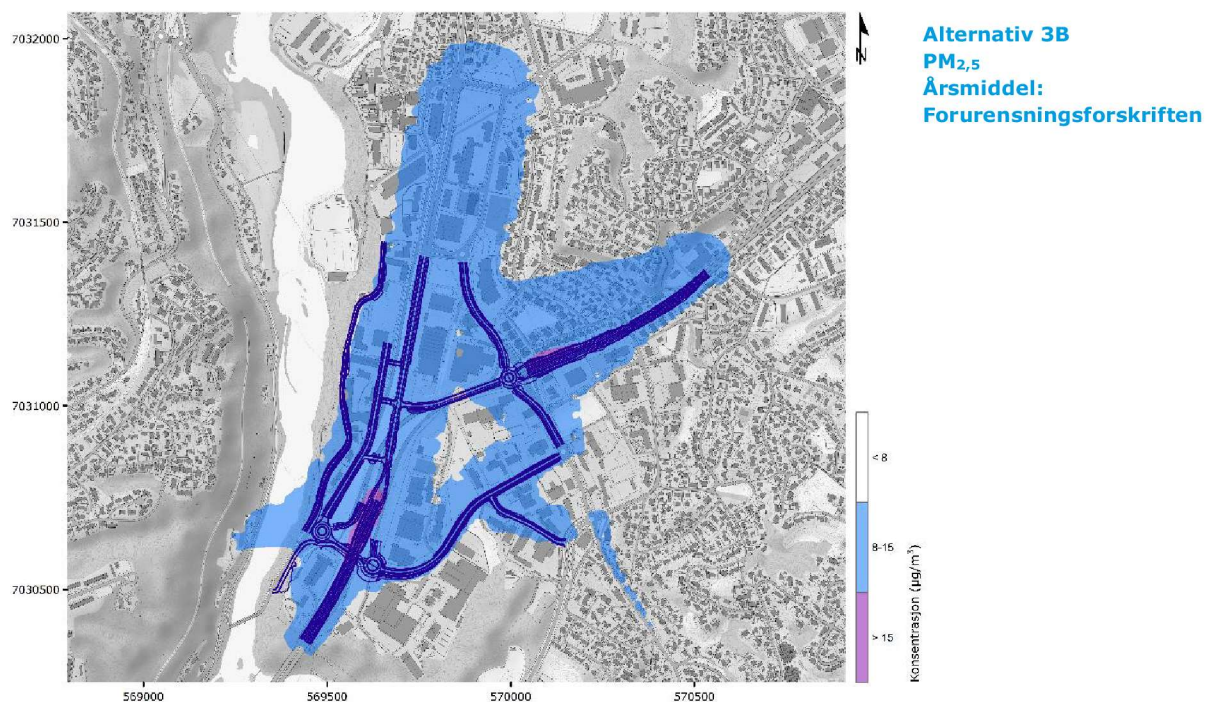 7032000
7031500
7031000
7030500
569000
569500
570000
570500
N
Alternativ 3B
PM2,5
Årsmiddel:
Forurensningsforskriften
< 8
8-15
> 15
Konsentrasjon (µg/m³)